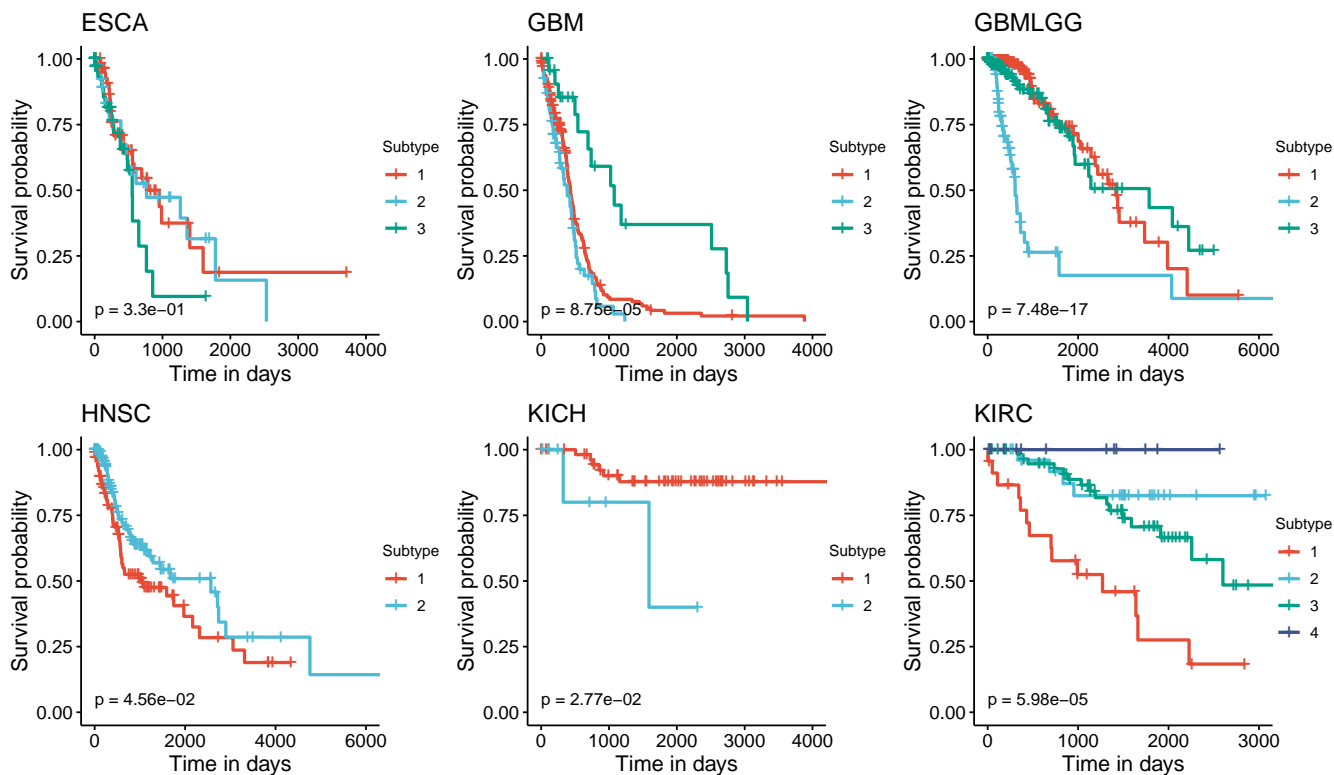 ESCA
1.00
0.75
0.50
0.25
0.00
Survival probability
p = 3.3e−01
0 1000 2000 3000 4000
Time in days
Subtype
1
2
3
GBM
1.00
0.75
0.50
0.25
0.00
Survival probability
p = 8.75e−05
0 1000 2000 3000 4000
Time in days
Subtype
1
2
3
GBMLGG
1.00
0.75
0.50
0.25
0.00
Survival probability
p = 7.48e−17
0 2000 4000 6000
Time in days
Subtype
1
2
3
HNSC
1.00
0.75
0.50
0.25
0.00
Survival probability
p = 4.56e−02
0 2000 4000 6000
Time in days
Subtype
1
2
KICH
1.00
0.75
0.50
0.25
0.00
Survival probability
p = 2.77e−02
0 1000 2000 3000 4000
Time in days
Subtype
1
2
KIRC
1.00
0.75
0.50
0.25
0.00
Survival probability
p = 5.98e−05
0 1000 2000 3000
Time in days
Subtype
1
2
3
4